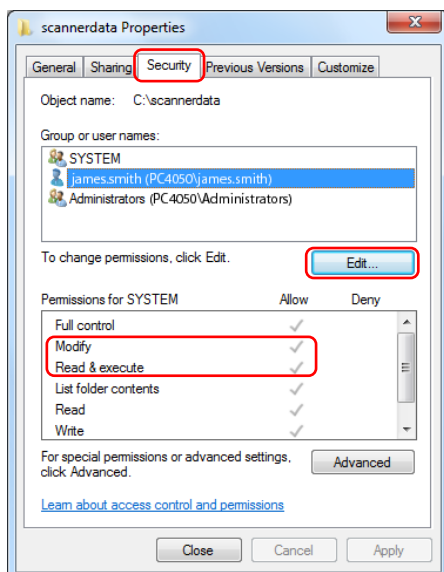 scannerdata Properties
General Sharing Security Previous Versions Customize
Object name: C:\scannerdata
Group or user names:
SYSTEM
james.smith (PC4050\james.smith)
Administrators (PC4050\Administrators)
To change permissions, click Edit.
Edit...
Permissions for SYSTEM Allow Deny
Full control
Modify
Read & execute
List folder contents
Read
Write
For special permissions or advanced settings,
click Advanced.
Advanced
Learn about access control and permissions
Close Cancel Apply